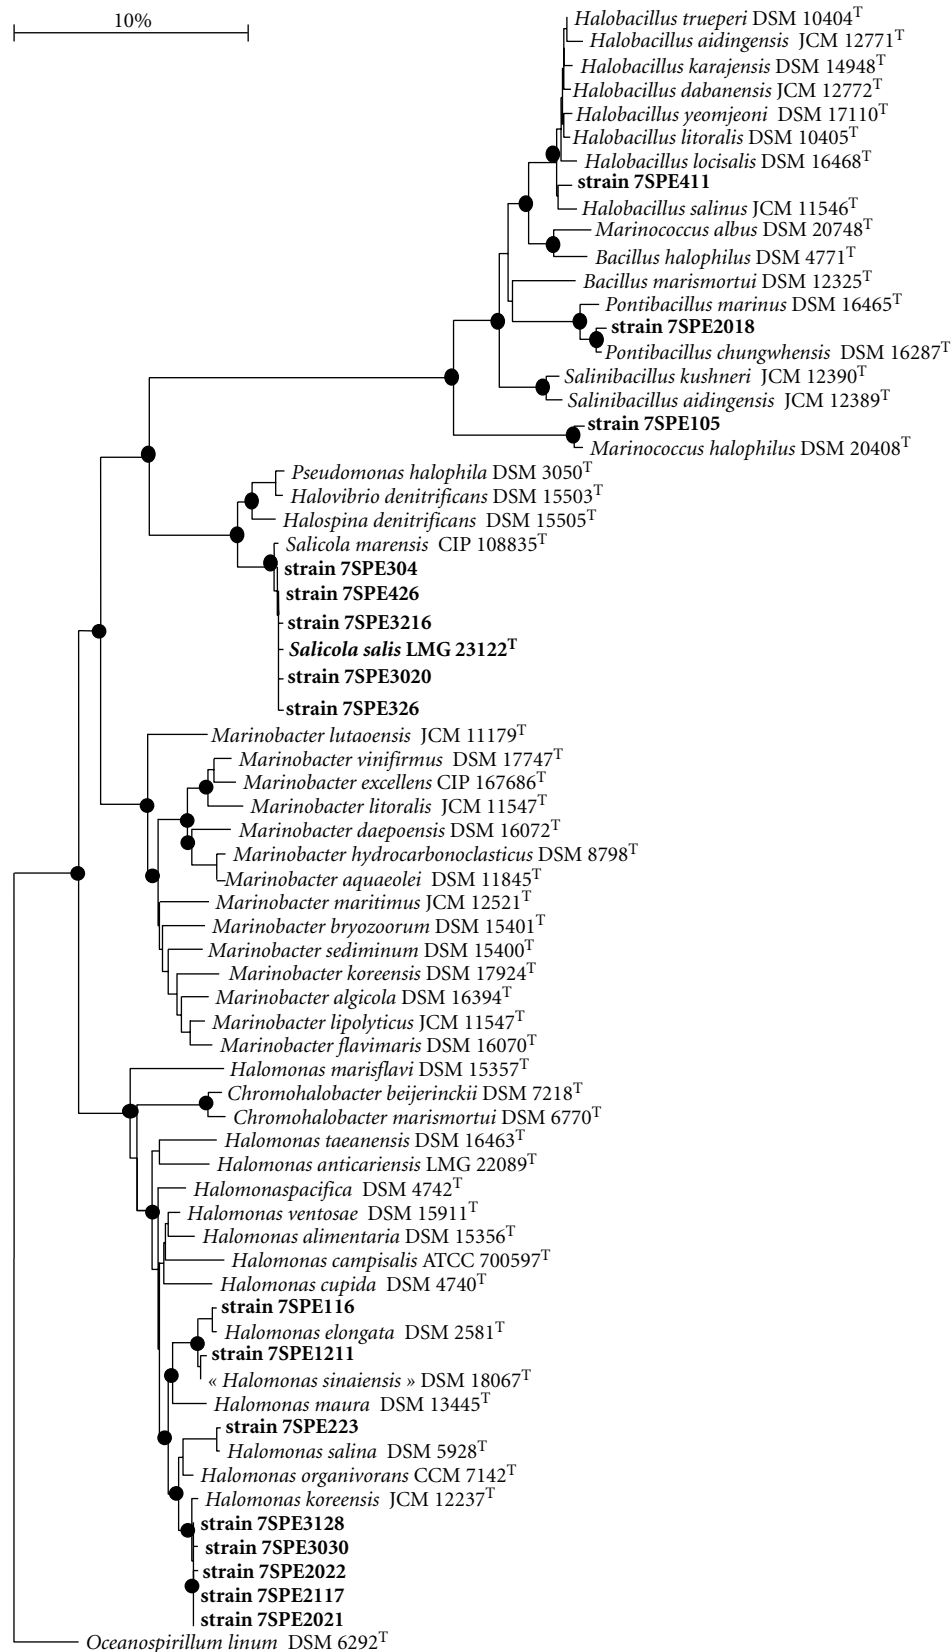 10%
Halobacillus trueperi DSM 10404T
Halobacillus aidingensis JCM 12771T
Halobacillus karajensis DSM 14948T
Halobacillus dabanensis JCM 12772T
Halobacillus yeomjeoni DSM 17110T
Halobacillus litoralis DSM 10405T
Halobacillus locisalis DSM 16468T
strain 7SPE411
Halobacillus salinus JCM 11546T
Marinococcus albus DSM 20748T
Bacillus halophilus DSM 4771T
Bacillus marismortui DSM 12325T
Pontibacillus marinus DSM 16465T
strain 7SPE2018
Pontibacillus chungwhensis DSM 16287T
Salinibacillus kushneri JCM 12390T
Salinibacillus aidingensis JCM 12389T
strain 7SPE105
Marinococcus halophilus DSM 20408T
Pseudomonas halophila DSM 3050T
Halovibrio denitrificans DSM 15503T
Halospina denitrificans DSM 15505T
Salicola marensis CIP 108835T
strain 7SPE304
strain 7SPE426
strain 7SPE3216
Salicola salis LMG 23122T
strain 7SPE3020
strain 7SPE326
Marinobacter lutaoensis JCM 11179T
Marinobacter vinifirmus DSM 17747T
Marinobacter excellens CIP 167686T
Marinobacter litoralis JCM 11547T
Marinobacter daepoensis DSM 16072T
Marinobacter hydrocarbonoclasticus DSM 8798T
Marinobacter aquaeolei DSM 11845T
Marinobacter maritimus JCM 12521T
Marinobacter bryozoorum DSM 15401T
Marinobacter sediminum DSM 15400T
Marinobacter koreensis DSM 17924T
Marinobacter algicola DSM 16394T
Marinobacter lipolyticus JCM 11547T
Marinobacter flavimaris DSM 16070T
Halomonas marisflavi DSM 15357T
Chromohalobacter beijerinckii DSM 7218T
Chromohalobacter marismortui DSM 6770T
Halomonas taeanensis DSM 16463T
Halomonas anticariensis LMG 22089T
Halomonaspacifica DSM 4742T
Halomonas ventosae DSM 15911T
Halomonas alimentaria DSM 15356T
Halomonas campisalis ATCC 700597T
Halomonas cupida DSM 4740T
strain 7SPE116
Halomonas elongata DSM 2581T
strain 7SPE1211
« Halomonas sinaiensis » DSM 18067T
Halomonas maura DSM 13445T
strain 7SPE223
Halomonas salina DSM 5928T
Halomonas organivorans CCM 7142T
Halomonas koreensis JCM 12237T
strain 7SPE3128
strain 7SPE3030
strain 7SPE2022
strain 7SPE2117
strain 7SPE2021
Oceanospirillum linum DSM 6292T